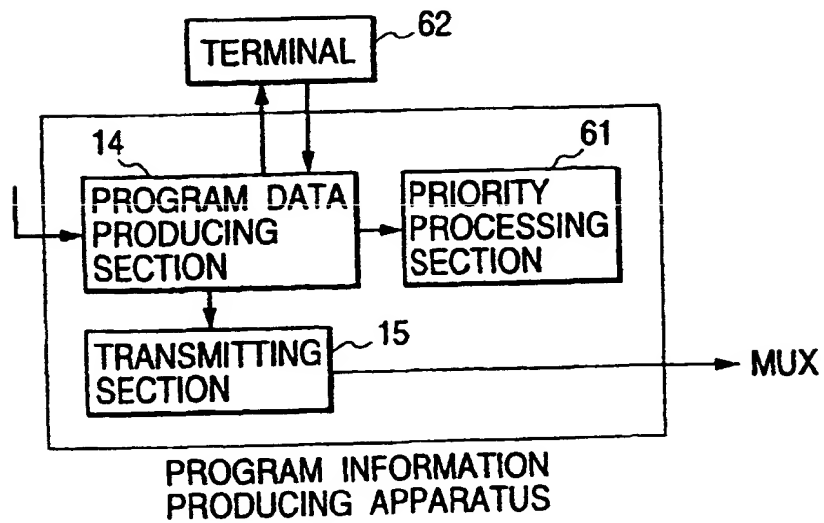 62
TERMINAL
14
61
PROGRAM DATA
PRODUCING
SECTION
PRIORITY
PROCESSING
SECTION
15
TRANSMITTING
SECTION
MUX
PROGRAM INFORMATION
PRODUCING APPARATUS